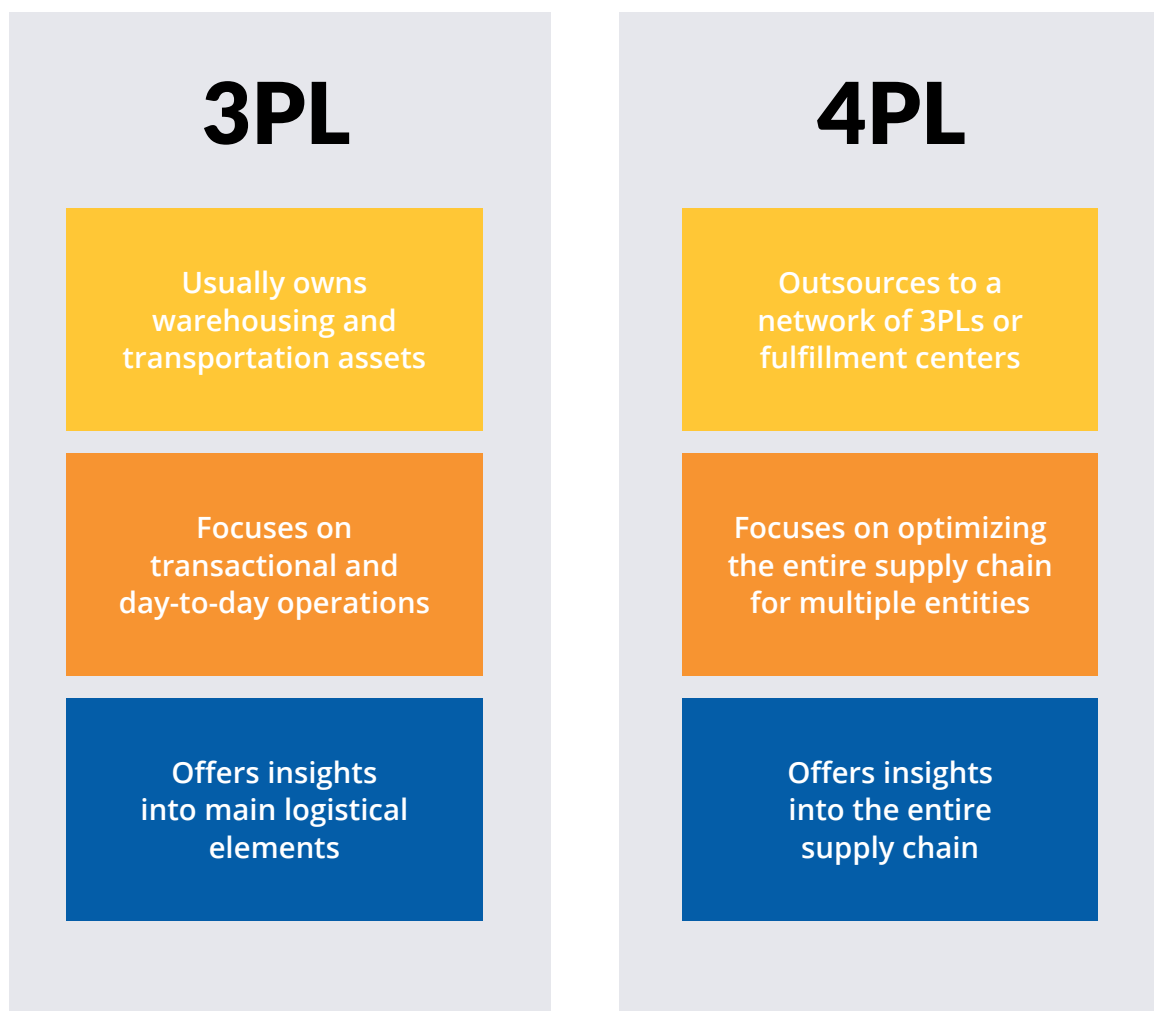 3PL
Usually owns
warehousing and
transportation assets
Focuses on
transactional and
day-to-day operations
Offers insights
into main logistical
elements
4PL
Outsources to a
network of 3PLs or
fulfillment centers
Focuses on optimizing
the entire supply chain
for multiple entities
Offers insights
into the entire
supply chain